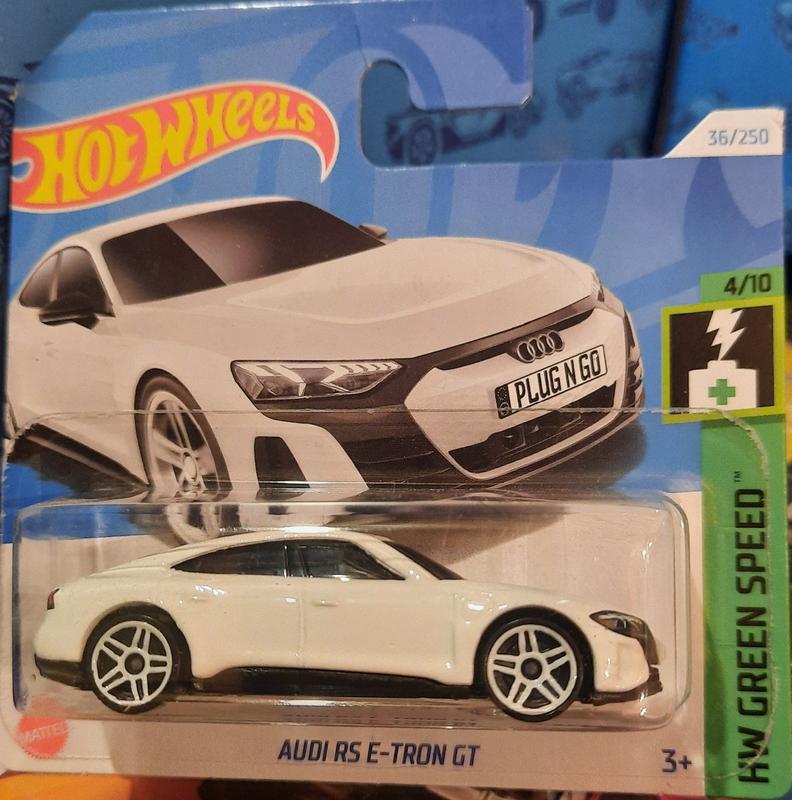 HOT WHEELS
36/250
4/10
PLUG N GO
HW GREEN SPEED™
MATTEL
AUDI RS E-TRON GT
3+